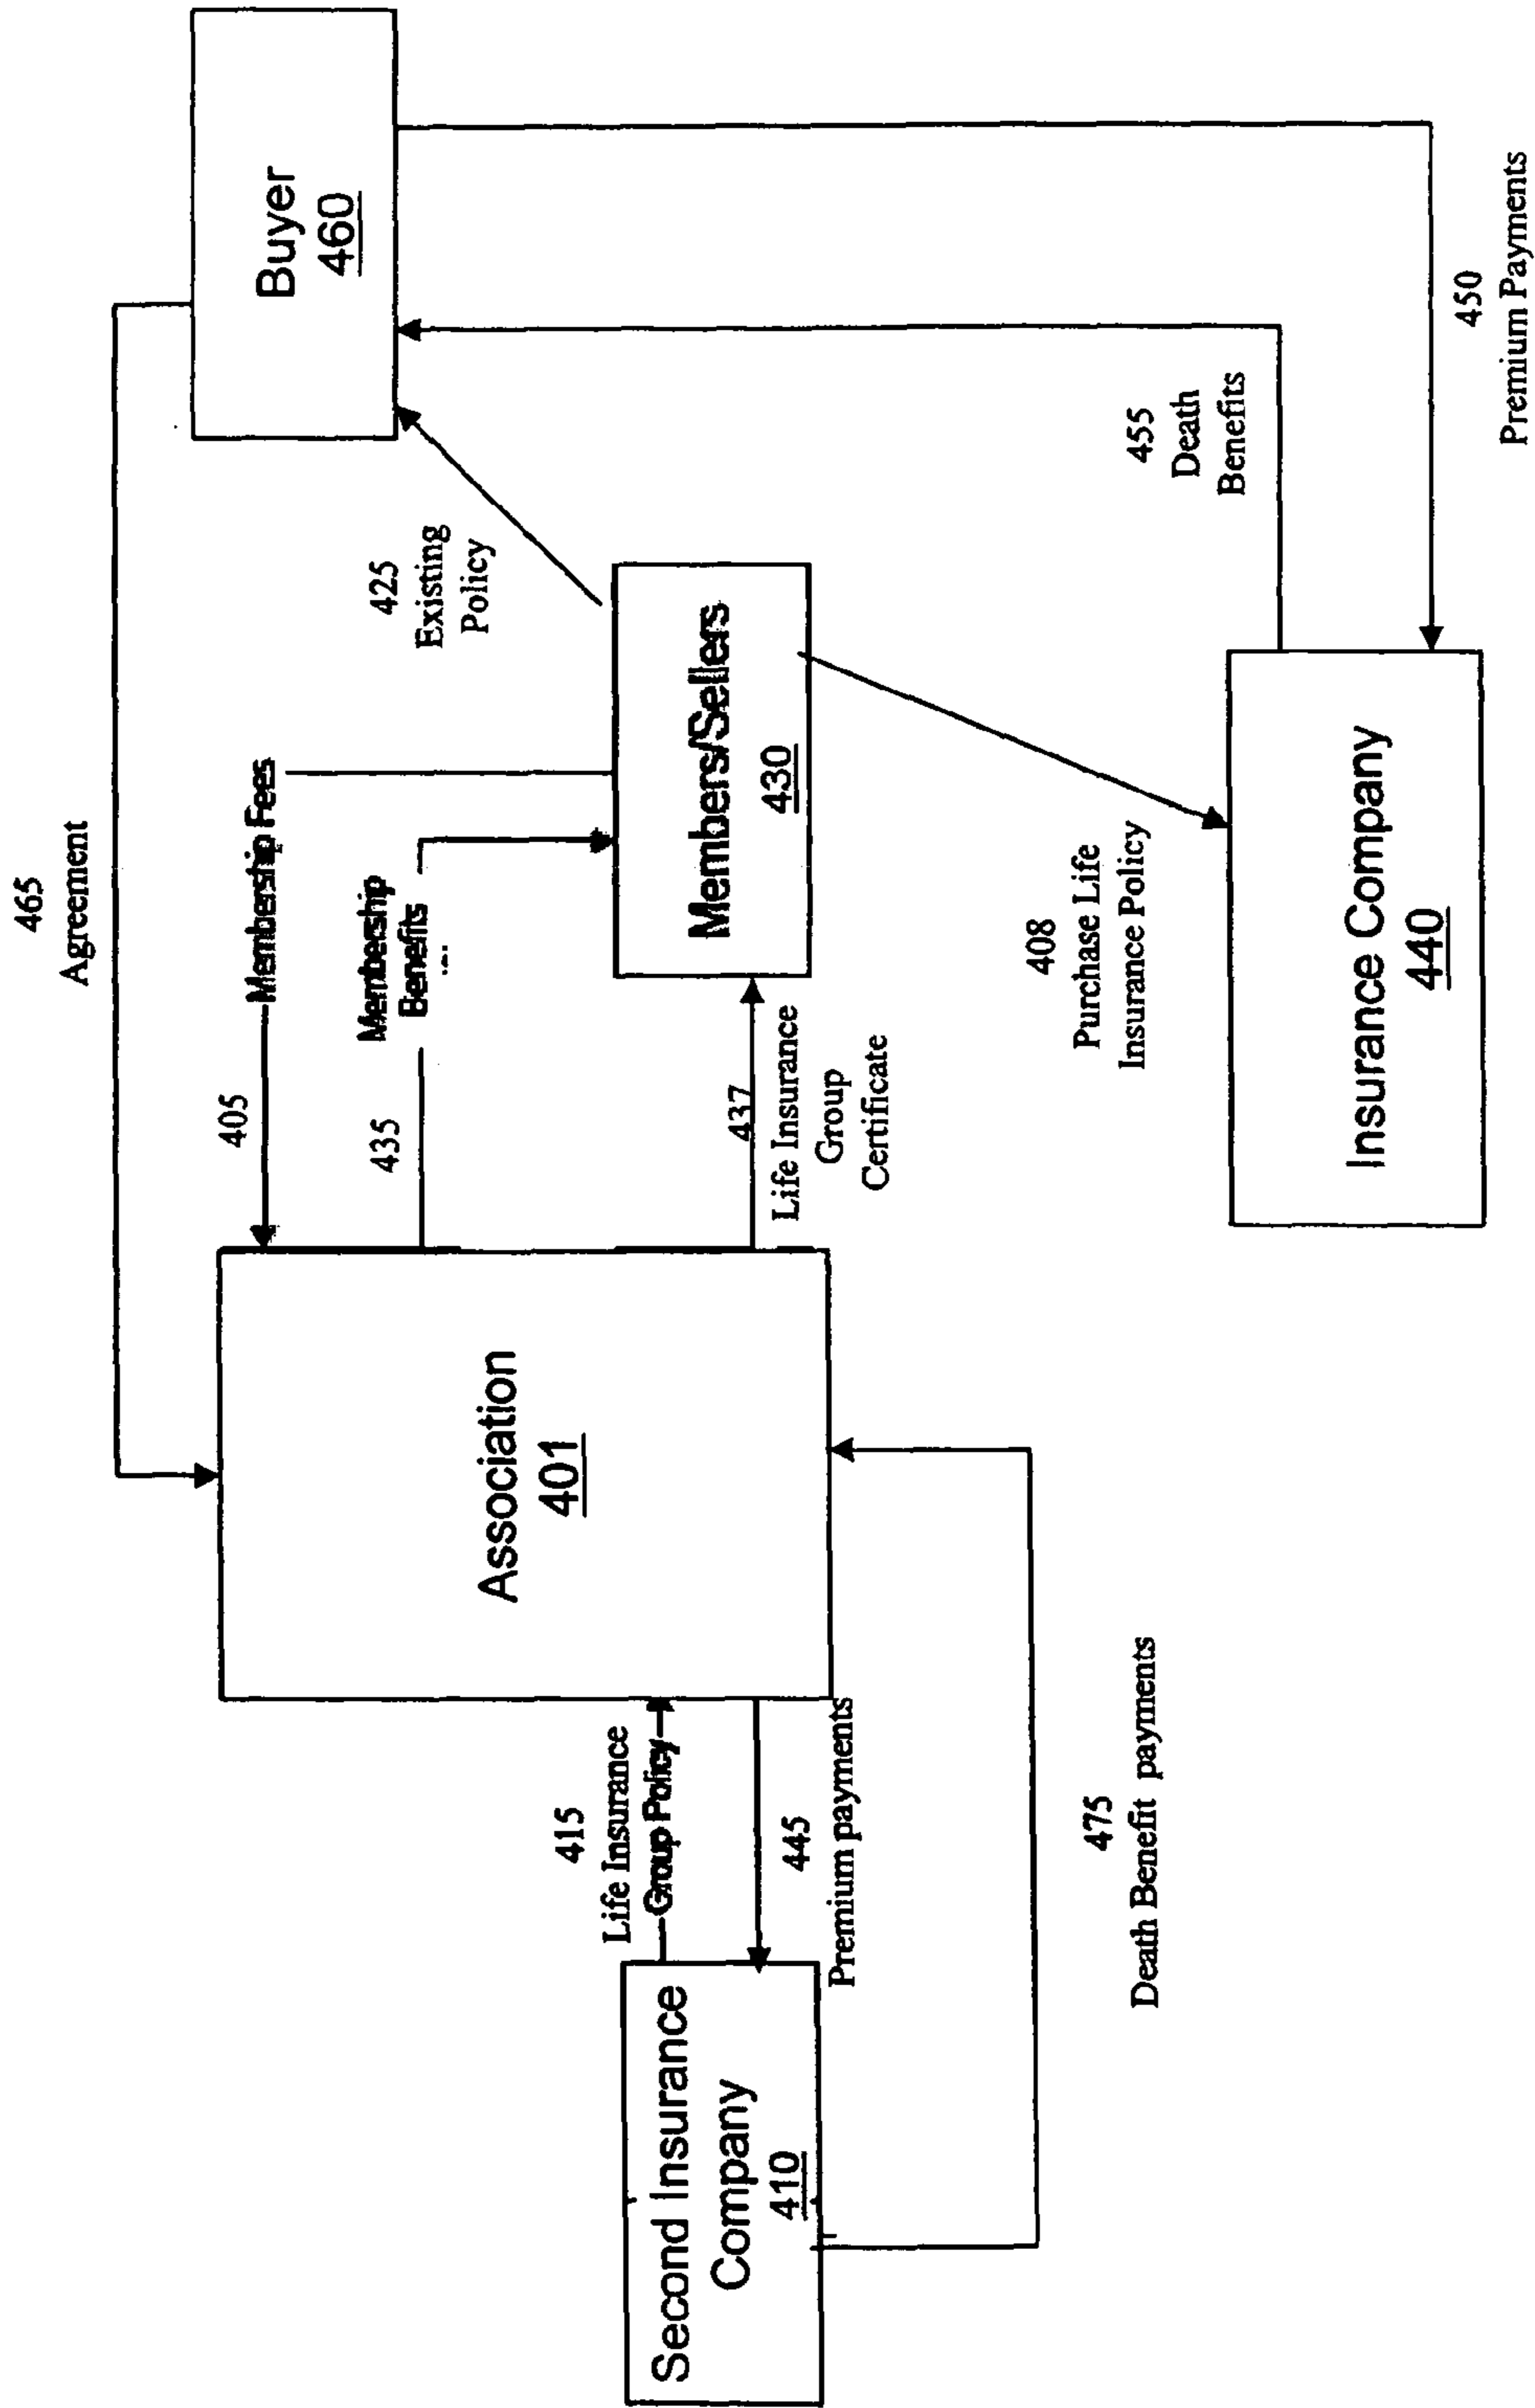 465
Agreement
Buyer
460
405
Membership Fees
435
Membership
Benefits
425
Existing
Policy
Association
401
Members/Sellers
430
415
Life Insurance
Group Policy
437
Life Insurance
Group
Certificate
Second Insurance
Company
410
445
Premium payments
408
Purchase Life
Insurance Policy
455
Death
Benefits
475
Death Benefit payments
Insurance Company
440
450
Premium Payments